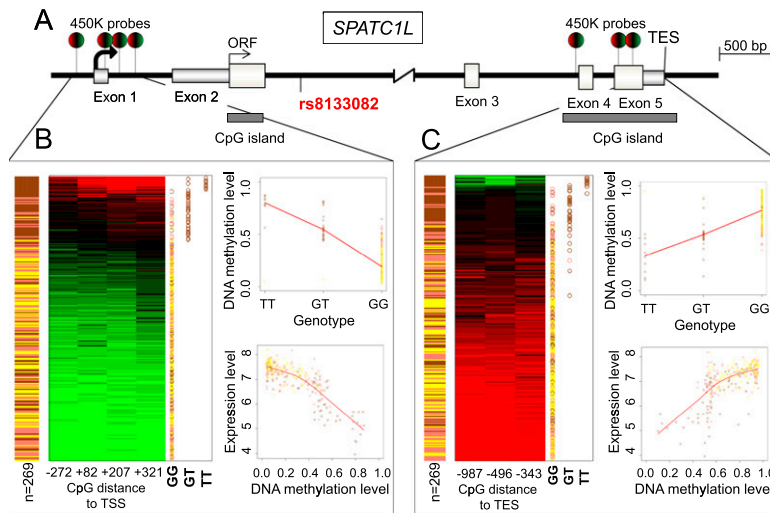 A
450K probes
SPATC1L
450K probes
TES
500 bp
ORF
Exon 1
Exon 2
rs8133082
Exon 3
Exon 4
Exon 5
CpG island
CpG island
B
n=269
-272 +82 +207 +321
CpG distance
to TSS
GG
GT
TT
DNA methylation level
1.0
0.5
0.0
TT GT GG
Genotype
Expression level
8
7
6
5
4
0.0 0.2 0.4 0.6 0.8 1.0
DNA methylation level
C
n=269
-987 -496 -343
CpG distance
to TES
GG
GT
TT
DNA methylation level
1.0
0.5
0.0
TT GT GG
Genotype
Expression level
8
7
6
5
4
0.0 0.2 0.4 0.6 0.8 1.0
DNA methylation level